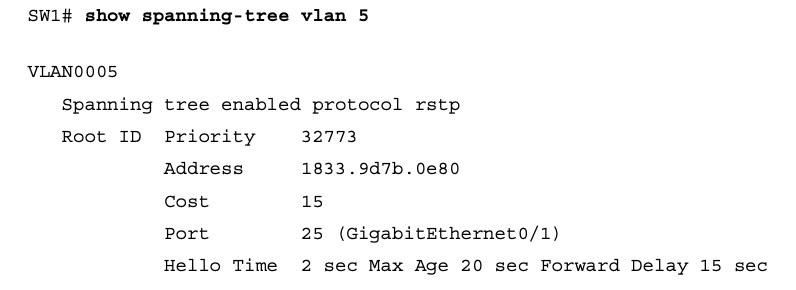 SW1# show spanning-tree vlan 5
VLAN0005
Spanning tree enabled protocol rstp
Root ID Priority 32773
Address 1833.9d7b.0e80
Cost 15
Port 25 (GigabitEthernet0/1)
Hello Time 2 sec Max Age 20 sec Forward Delay 15 sec